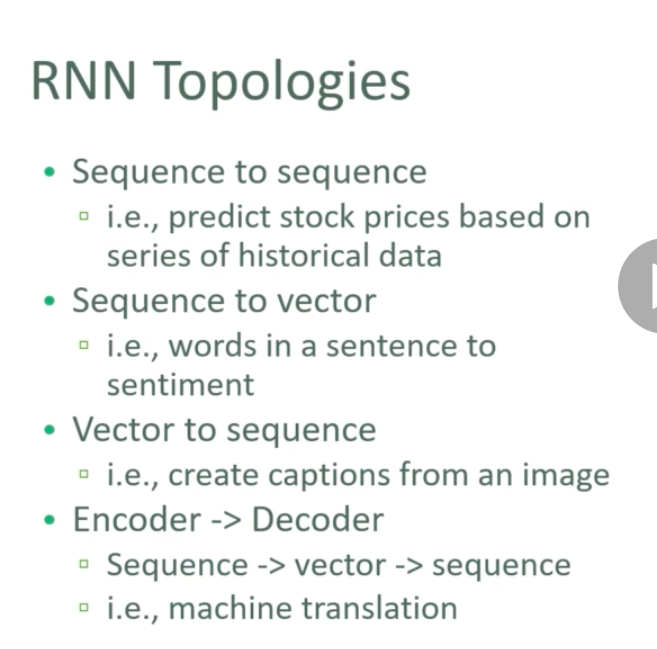 RNN Topologies
• Sequence to sequence
▫ i.e., predict stock prices based on
series of historical data
• Sequence to vector
▫ i.e., words in a sentence to
sentiment
• Vector to sequence
▫ i.e., create captions from an image
• Encoder -> Decoder
▫ Sequence -> vector -> sequence
▫ i.e., machine translation